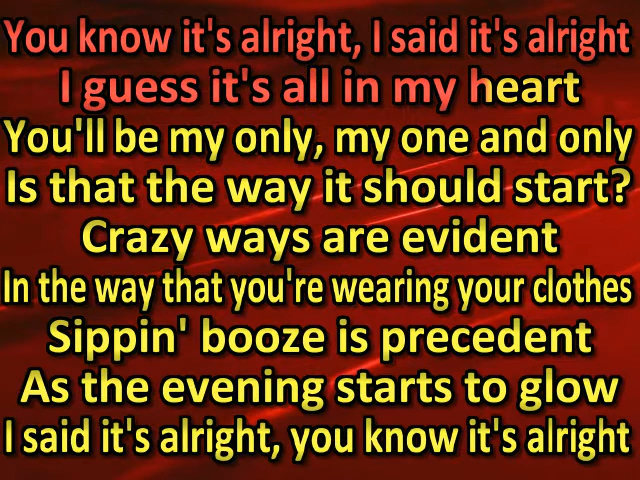 You know it's alright, I said it's alright
I guess it's all in my heart
You'll be my only, my one and only
Is that the way it should start?
Crazy ways are evident
In the way that you're wearing your clothes
Sippin' booze is precedent
As the evening starts to glow
I said it's alright, you know it's alright